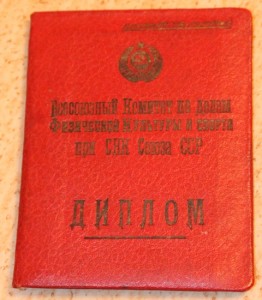 Всесоюзный Комитет по делам
Физической Культуры и Спорта
при СНК Союза ССР
ДИПЛОМ